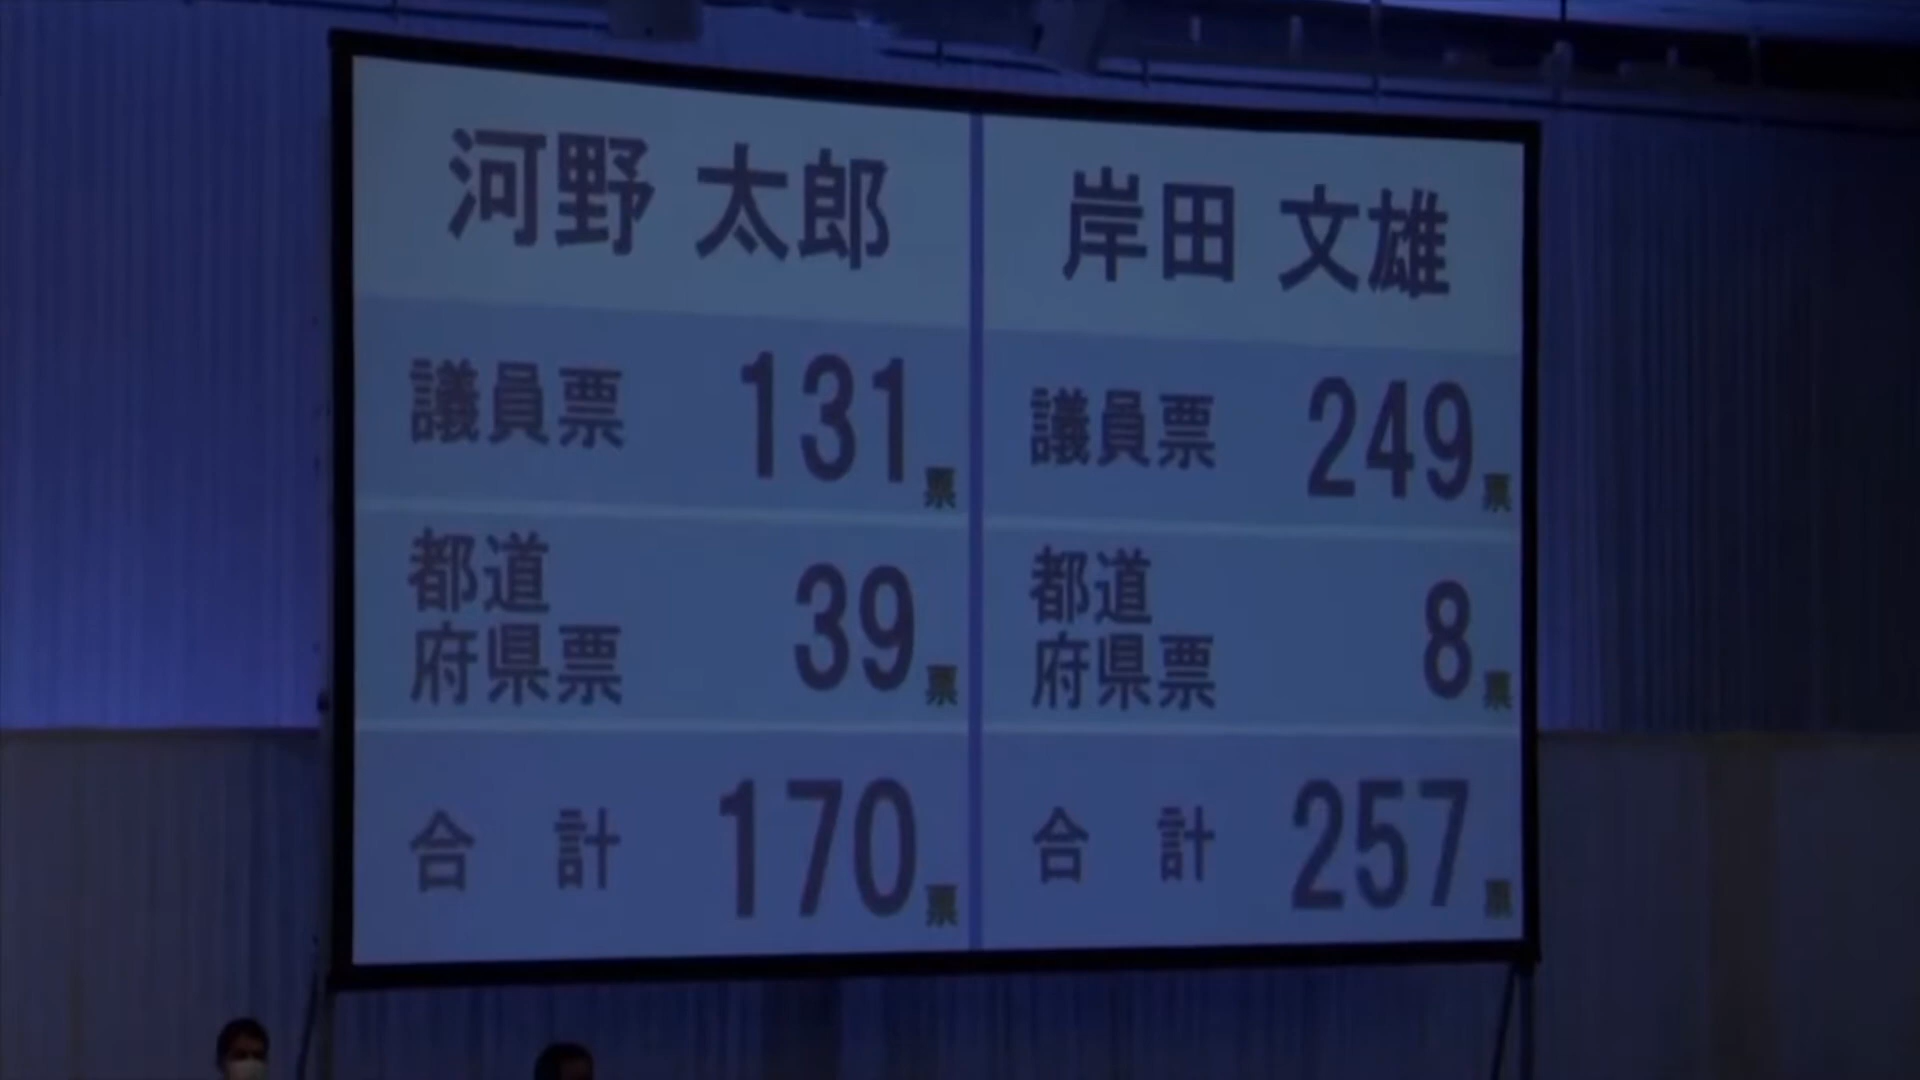 河野 太郎
議員票 131票
都道
府県票 39票
合 計 170票
岸田 文雄
議員票 249票
都道
府県票 8票
合 計 257票